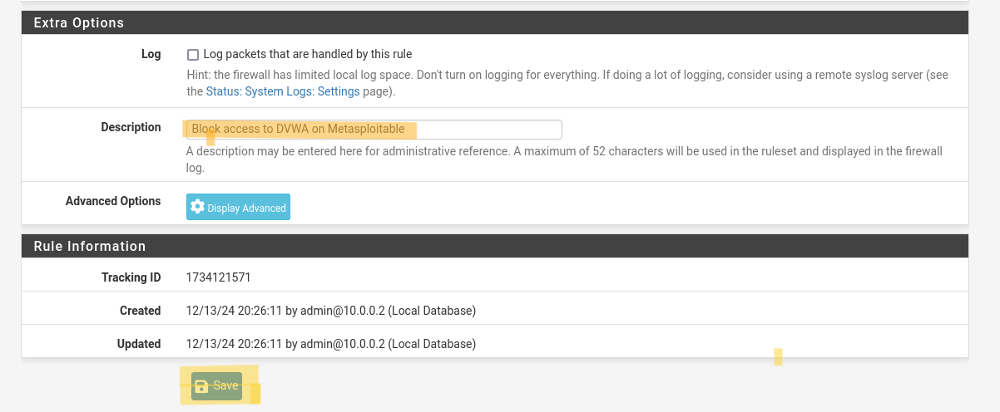 Extra Options
Log
Log packets that are handled by this rule
Hint: the firewall has limited local log space. Don't turn on logging for everything. If doing a lot of logging, consider using a remote syslog server (see
the Status: System Logs: Settings page).
Description
Block access to DVWA on Metasploitable
A description may be entered here for administrative reference. A maximum of 52 characters will be used in the ruleset and displayed in the firewall
log.
Advanced Options
Display Advanced
Rule Information
Tracking ID
1734121571
Created
12/13/24 20:26:11 by admin@10.0.0.2 (Local Database)
Updated
12/13/24 20:26:11 by admin@10.0.0.2 (Local Database)
Save